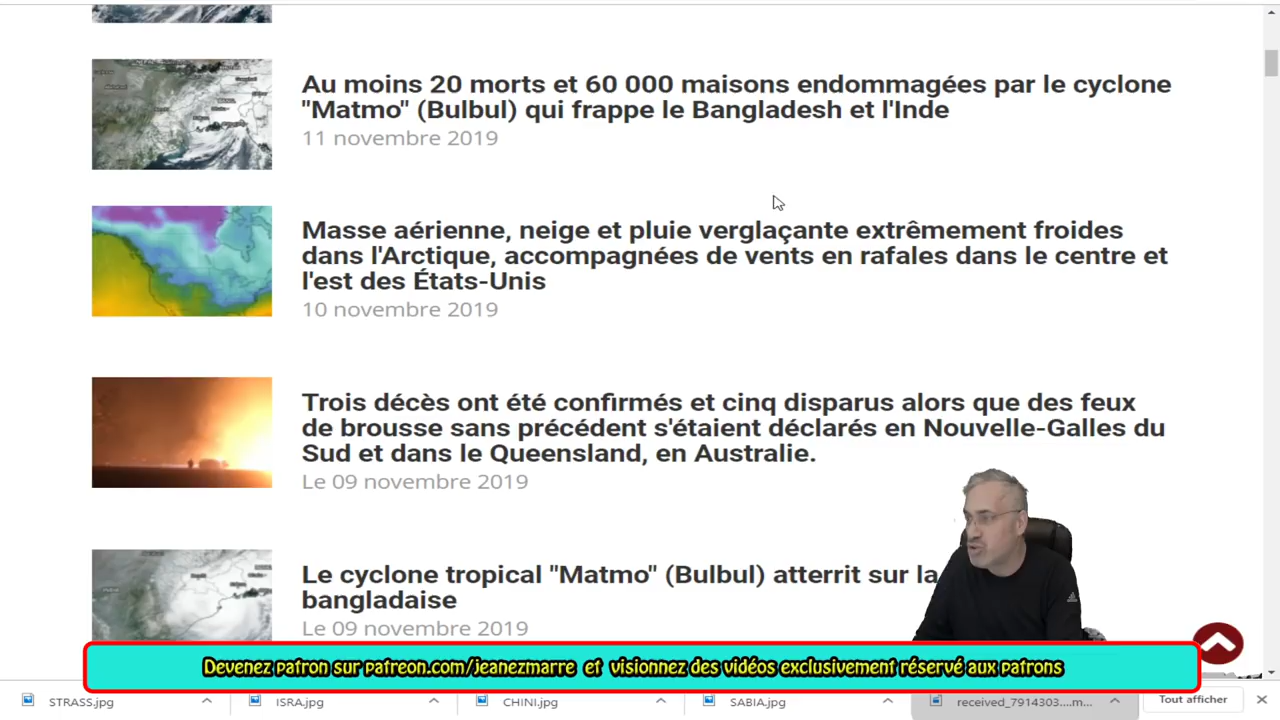 Au moins 20 morts et 60 000 maisons endommagées par le cyclone
"Matmo" (Bulbul) qui frappe le Bangladesh et l'Inde
11 novembre 2019
Masse aérienne, neige et pluie verglaçante extrêmement froides
dans l'Arctique, accompagnées de vents en rafales dans le centre et
l'est des États-Unis
10 novembre 2019
Trois décès ont été confirmés et cinq disparus alors que des feux
de brousse sans précédent s'étaient déclarés en Nouvelle-Galles du
Sud et dans le Queensland, en Australie.
Le 09 novembre 2019
Le cyclone tropical "Matmo" (Bulbul) atterrit sur la
bangladaise
Le 09 novembre 2019
Devenez patron sur patreon.com/jeanezmarre et visionnez des vidéos exclusivement réservé aux patrons
STRASS.jpg
ISRA.jpg
CHINI.jpg
SABIA.jpg
received_7914303....m...
Tout afficher